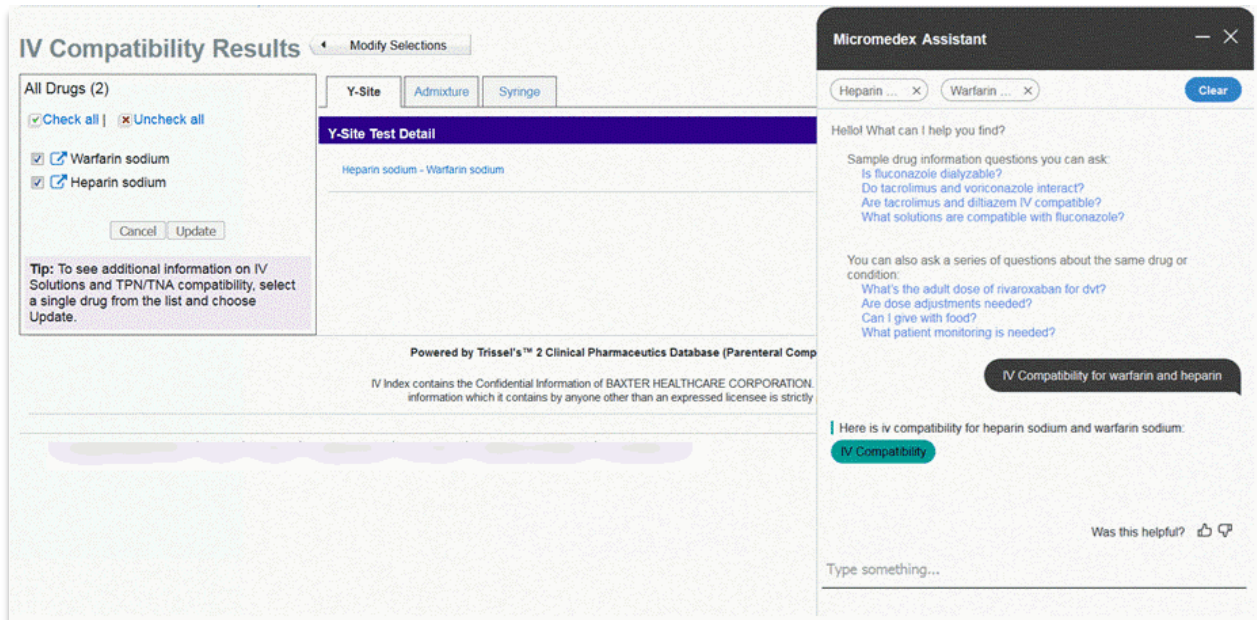 IV Compatibility Results
Modify Selections
All Drugs (2)
Check all | Uncheck all
Warfarin sodium
Heparin sodium
Cancel Update
Tip: To see additional information on IV
Solutions and TPN/TNA compatibility, select
a single drug from the list and choose
Update.
Y-Site Admixture Syringe
Y-Site Test Detail
Heparin sodium - Warfarin sodium
Powered by Trissel's™ 2 Clinical Pharmaceutics Database (Parenteral Comp
IV Index contains the Confidential Information of BAXTER HEALTHCARE CORPORATION.
information which it contains by anyone other than an expressed licensee is strictly
Micromedex Assistant
Heparin ... Warfarin ... Clear
Hello! What can I help you find?
Sample drug information questions you can ask:
Is fluconazole dialyzable?
Do tacrolimus and voriconazole interact?
Are tacrolimus and diltiazem IV compatible?
What solutions are compatible with fluconazole?
You can also ask a series of questions about the same drug or
condition:
What's the adult dose of rivaroxaban for dvt?
Are dose adjustments needed?
Can I give with food?
What patient monitoring is needed?
IV Compatibility for warfarin and heparin
Here is iv compatibility for heparin sodium and warfarin sodium:
IV Compatibility
Was this helpful?
Type something...